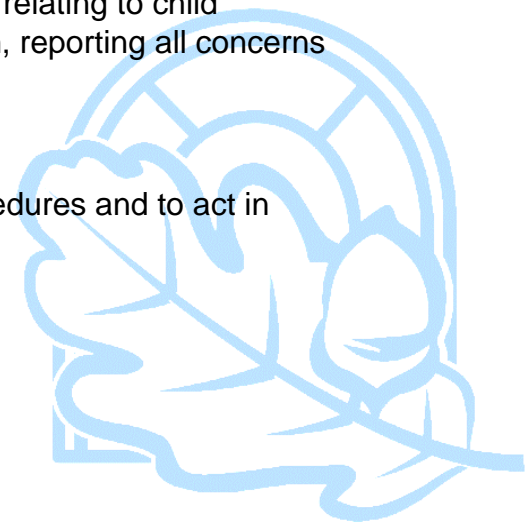 relating to child
, reporting all concerns
edures and to act in